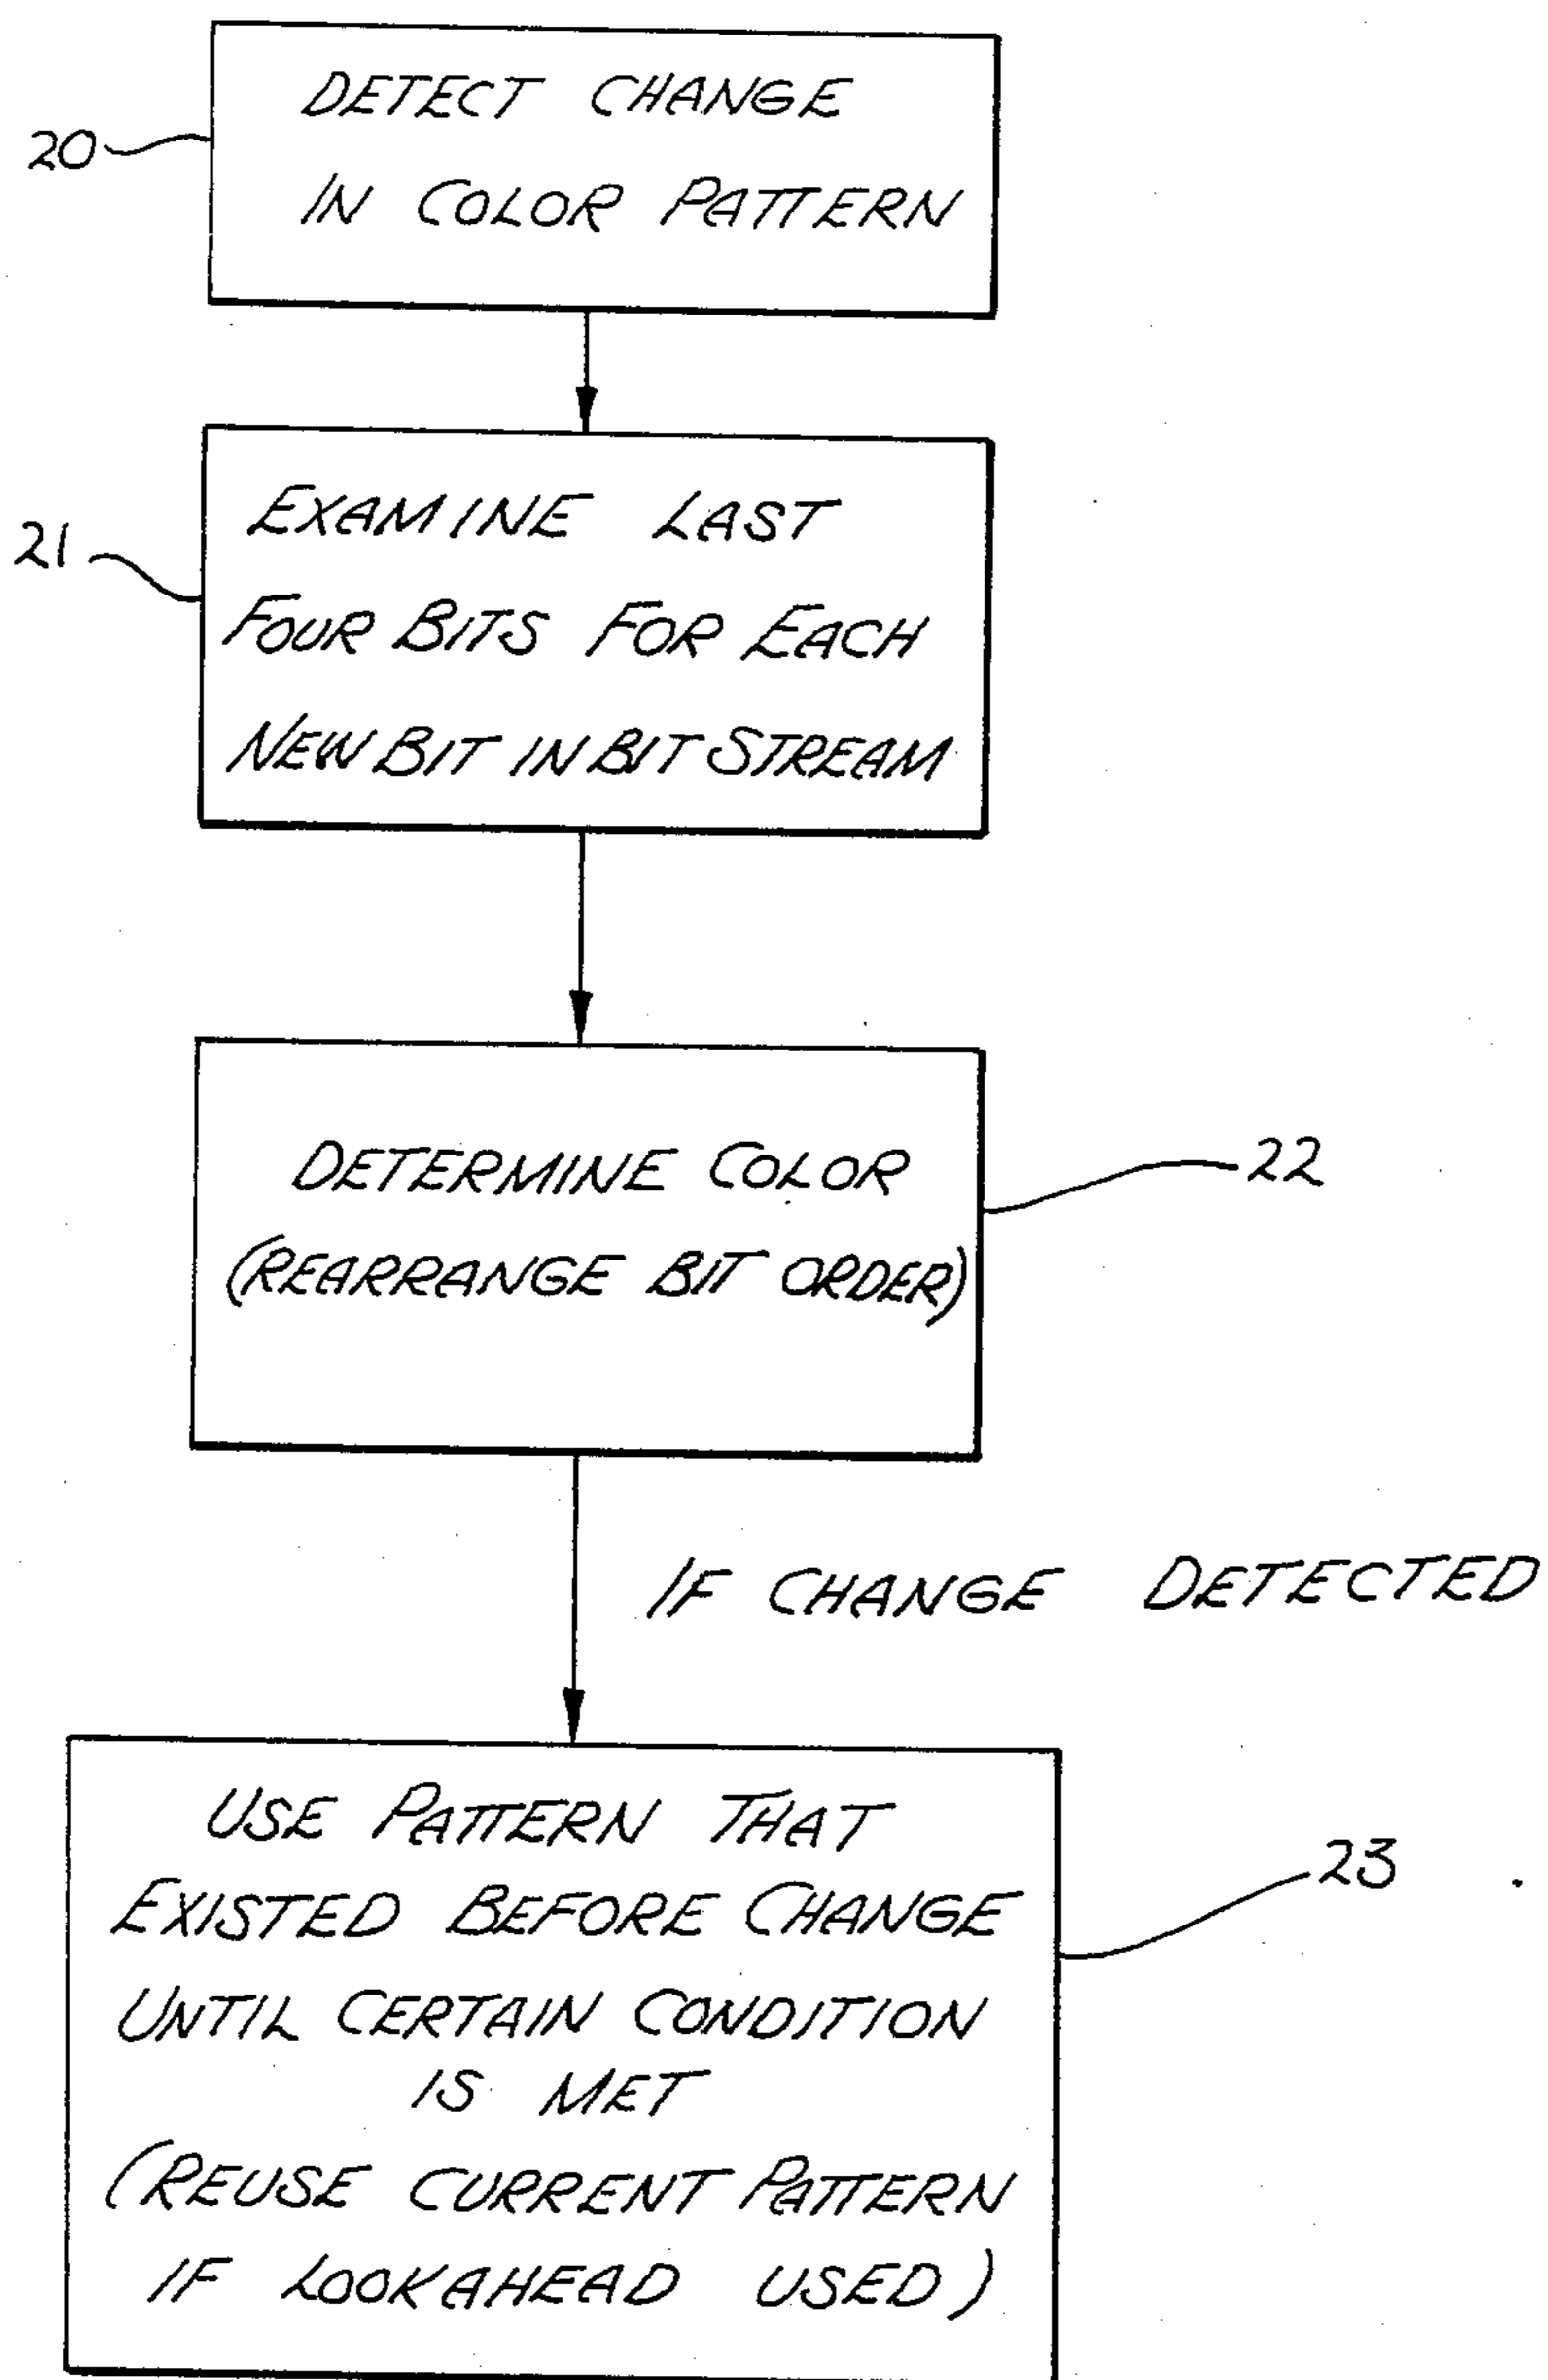 20
DETECT CHANGE
IN COLOR PATTERN
21
EXAMINE LAST
FOUR BITS FOR EACH
NEW BIT IN BIT STREAM
DETERMINE COLOR
(REARRANGE BIT ORDER)
22
IF CHANGE DETECTED
USE PATTERN THAT
EXISTED BEFORE CHANGE
UNTIL CERTAIN CONDITION
IS MET
(REUSE CURRENT PATTERN
IF LOOKAHEAD USED)
23